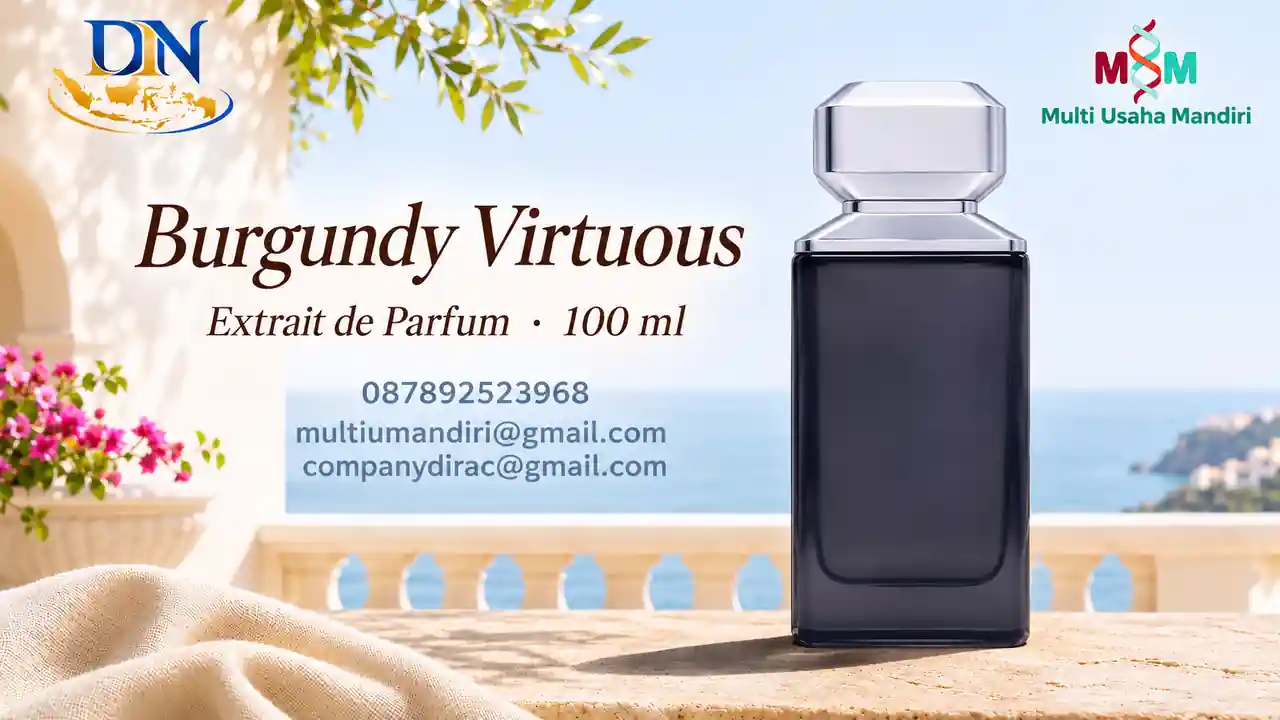 DN
MSM
Multi Usaha Mandiri
Burgundy Virtuous
Extrait de Parfum · 100 ml
087892523968
multiumandiri@gmail.com
companydirac@gmail.com